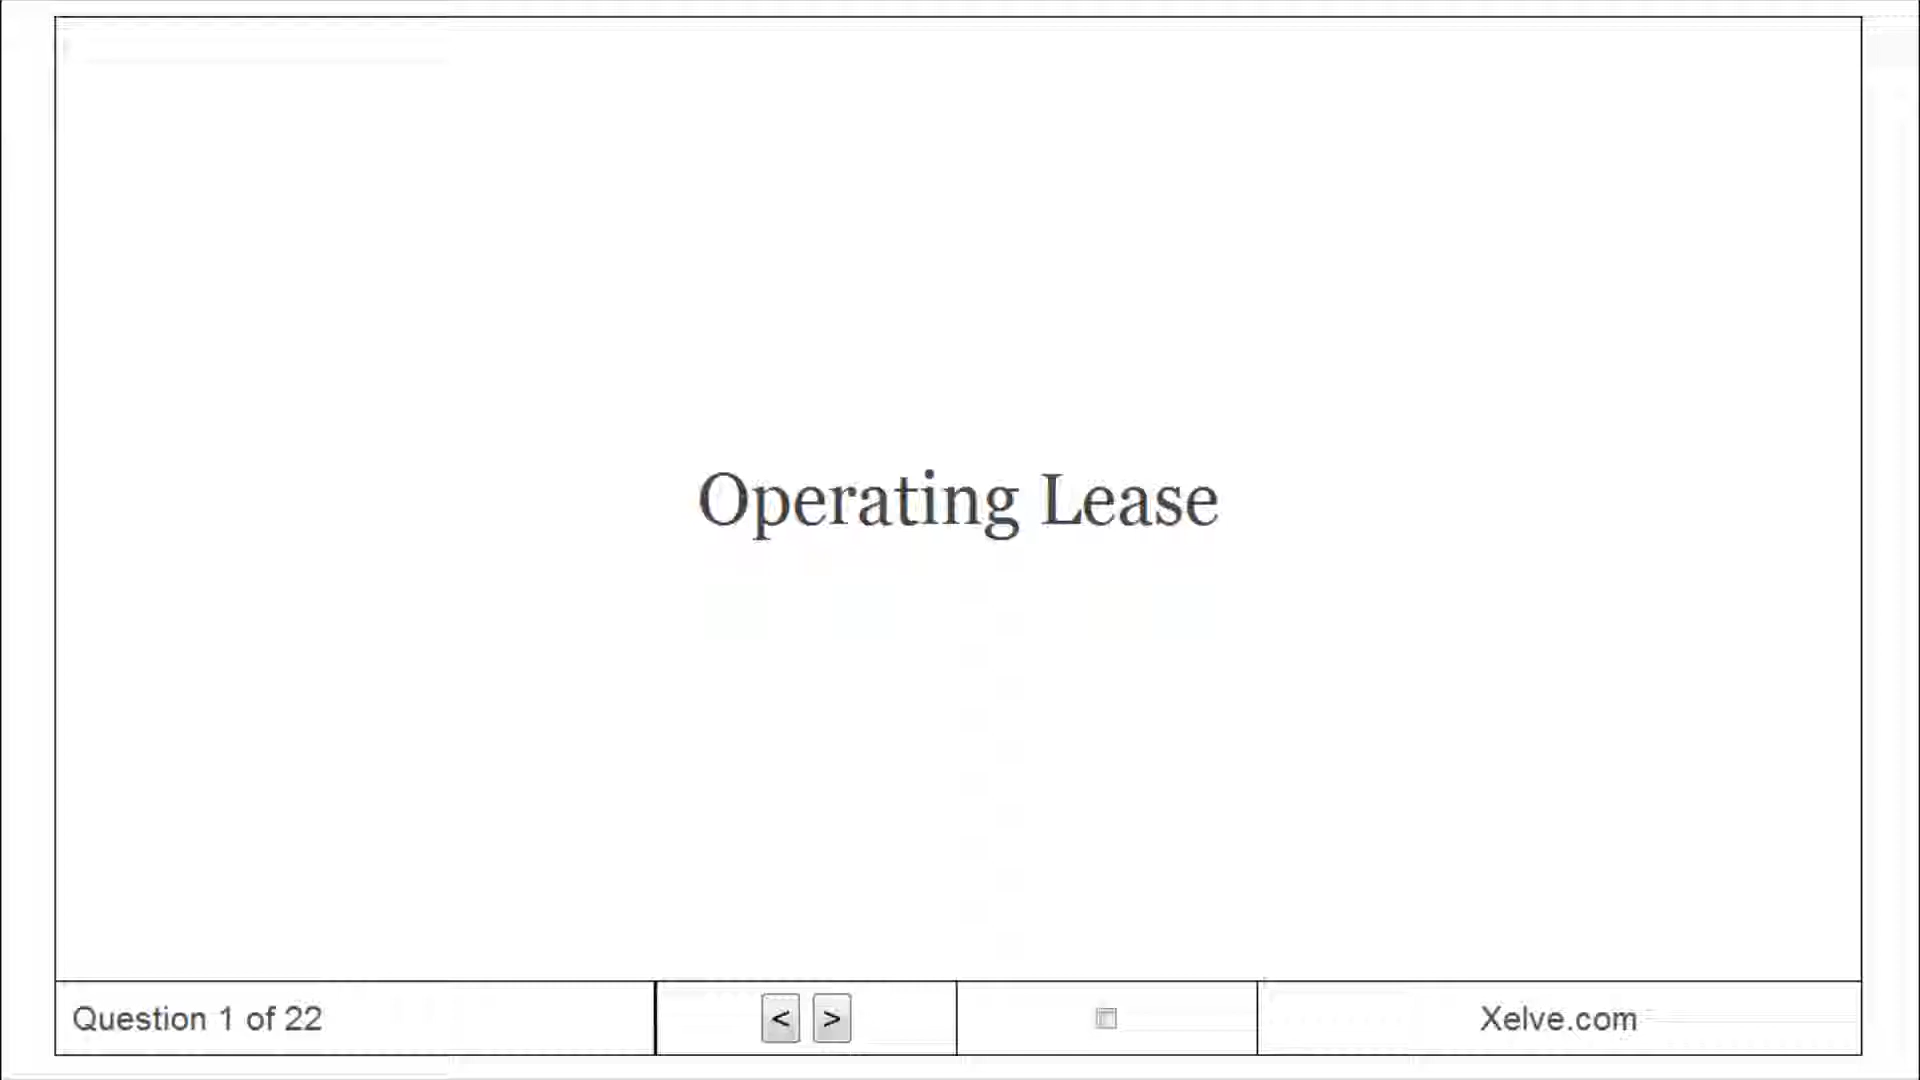 Operating Lease
Question 1 of 22
< >
Xelve.com